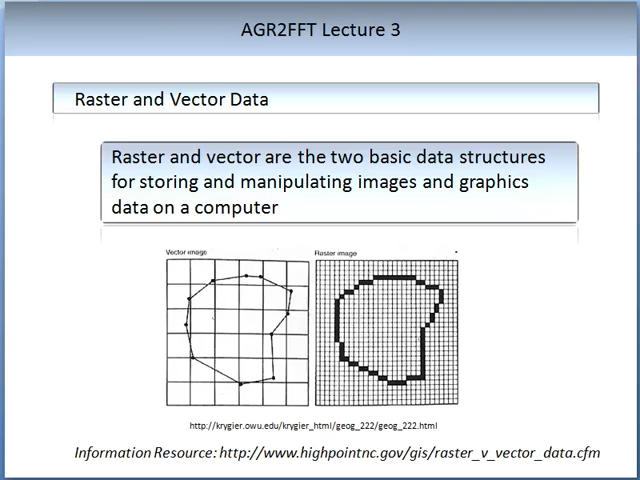 AGR2FFT Lecture 3
Raster and Vector Data
Raster and vector are the two basic data structures
for storing and manipulating images and graphics
data on a computer
Vector image
Raster image
http://krygier.owu.edu/krygier_html/geog_222/geog_222.html
Information Resource: http://www.highpointnc.gov/gis/raster_v_vector_data.cfm